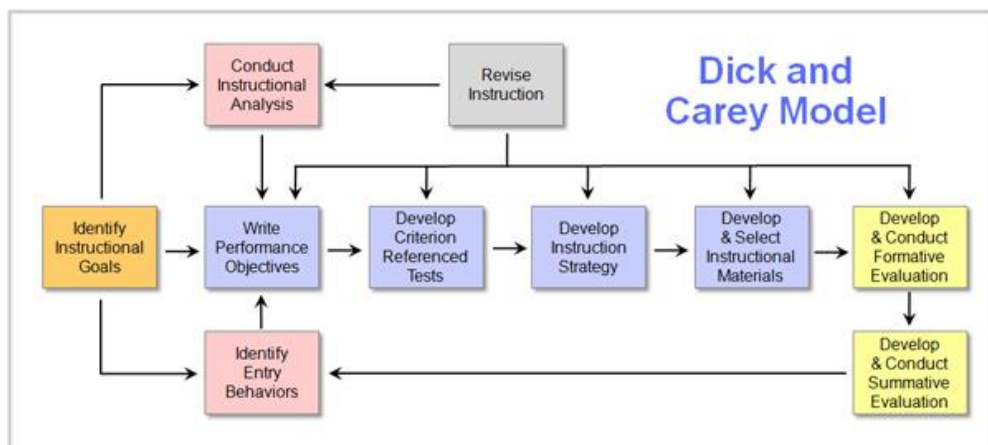 Conduct
Instructional
Analysis
Revise
Instruction
Dick and
Carey Model
Identify
Instructional
Goals
Write
Performance
Objectives
Develop
Criterion
Referenced
Tests
Develop
Instruction
Strategy
Develop
& Select
Instructional
Materials
Develop
& Conduct
Formative
Evaluation
Identify
Entry
Behaviors
Develop
& Conduct
Summative
Evaluation